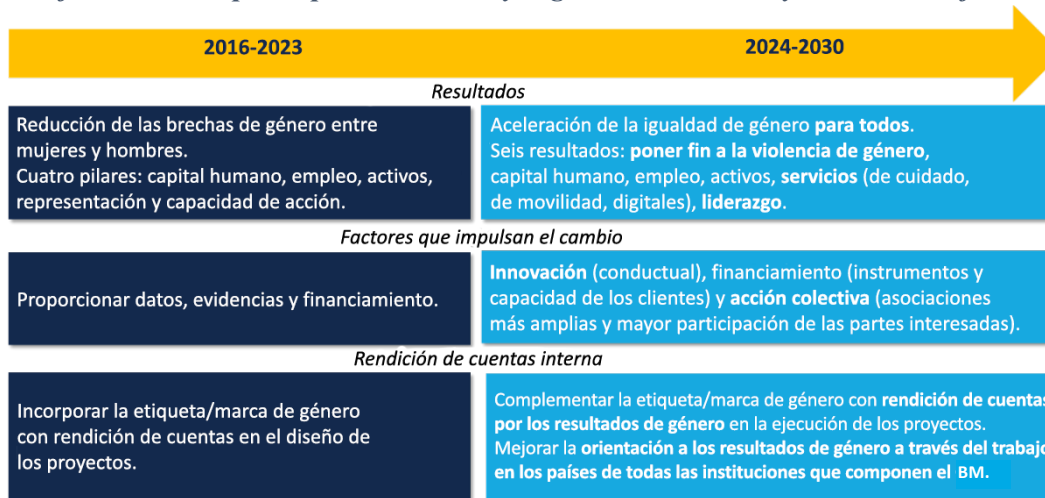 2016-2023
2024-2030
Resultados
Reducción de las brechas de género entre
mujeres y hombres.
Cuatro pilares: capital humano, empleo, activos,
representación y capacidad de acción.
Aceleración de la igualdad de género para todos.
Seis resultados: poner fin a la violencia de género,
capital humano, empleo, activos, servicios (de cuidado,
de movilidad, digitales), liderazgo.
Factores que impulsan el cambio
Proporcionar datos, evidencias y financiamiento.
Innovación (conductual), financiamiento (instrumentos y
capacidad de los clientes) y acción colectiva (asociaciones
más amplias y mayor participación de las partes interesadas).
Rendición de cuentas interna
Incorporar la etiqueta/marca de género
con rendición de cuentas en el diseño de
los proyectos.
Complementar la etiqueta/marca de género con rendición de cuentas
por los resultados de género en la ejecución de los proyectos.
Mejorar la orientación a los resultados de género a través del trabajo
en los países de todas las instituciones que componen el BM.